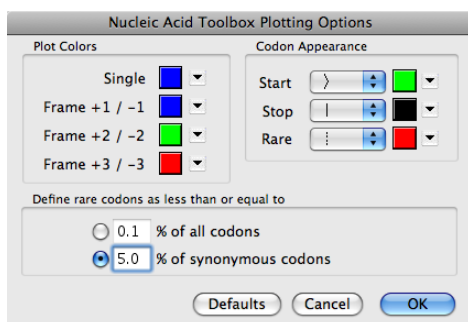 Nucleic Acid Toolbox Plotting Options
Plot Colors
Single
Frame +1 / -1
Frame +2 / -2
Frame +3 / -3
Codon Appearance
Start
Stop
Rare
Define rare codons as less than or equal to
0.1 % of all codons
5.0 % of synonymous codons
Defaults Cancel OK